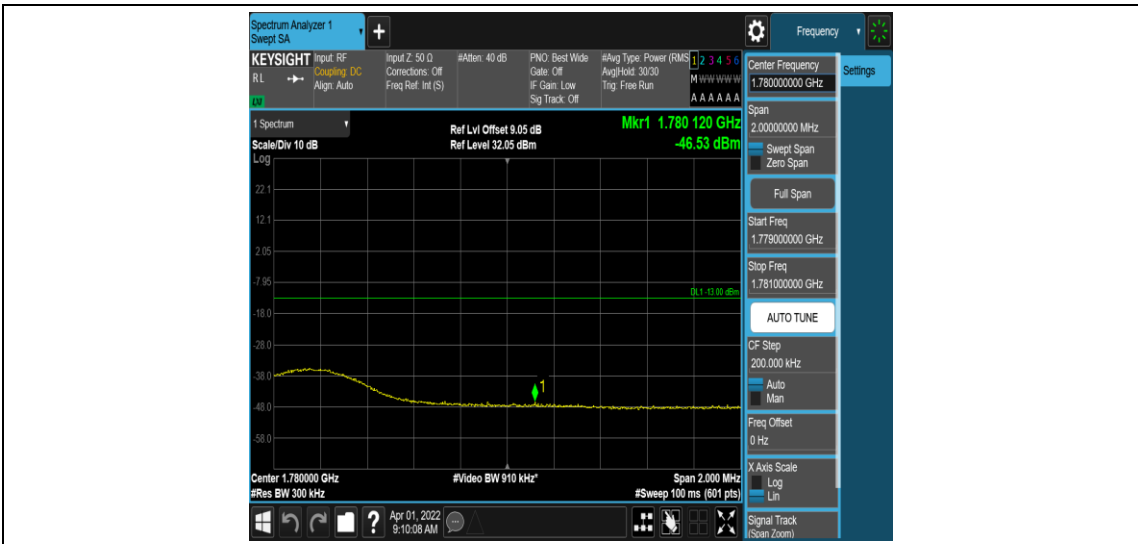 Spectrum Analyzer 1
Swept SA
+
Frequency
KEYSIGHT
RL
LXI
Input: RF
Coupling: DC
Align: Auto
Input Z: 50 Ω
Corrections: Off
Freq Ref: Int (S)
#Atten: 40 dB
PNO: Best Wide
Gate: Off
IF Gain: Low
Sig Track: Off
#Avg Type: Power (RMS
Avg|Hold: 30/30
Trig: Free Run
1 2 3 4 5 6
M W W W W W
A A A A A A
Center Frequency
1.780000000 GHz
Settings
Span
2.00000000 MHz
Swept Span
Zero Span
Full Span
Start Freq
1.779000000 GHz
Stop Freq
1.781000000 GHz
AUTO TUNE
CF Step
200.000 kHz
Auto
Man
Freq Offset
0 Hz
X Axis Scale
Log
Lin
Signal Track
(Span Zoom)
1 Spectrum
Scale/Div 10 dB
Log
Ref Lvl Offset 9.05 dB
Ref Level 32.05 dBm
Mkr1 1.780 120 GHz
-46.53 dBm
22.1
12.1
2.05
-7.95
DL1 -13.00 dBm
-18.0
-28.0
-38.0
1
-48.0
-58.0
Center 1.780000 GHz
#Video BW 910 kHz*
Span 2.000 MHz
#Res BW 300 kHz
#Sweep 100 ms (601 pts)
?
Apr 01, 2022
9:10:08 AM